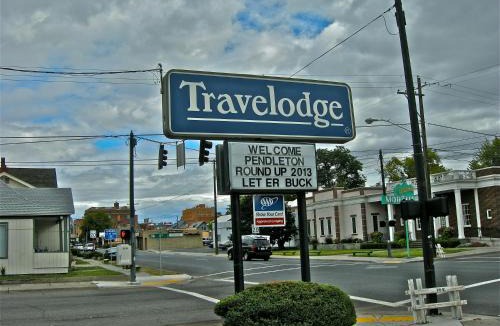 Travelodge
WELCOME
PENDLETON
ROUND UP 2013
LET ER BUCK
AAA